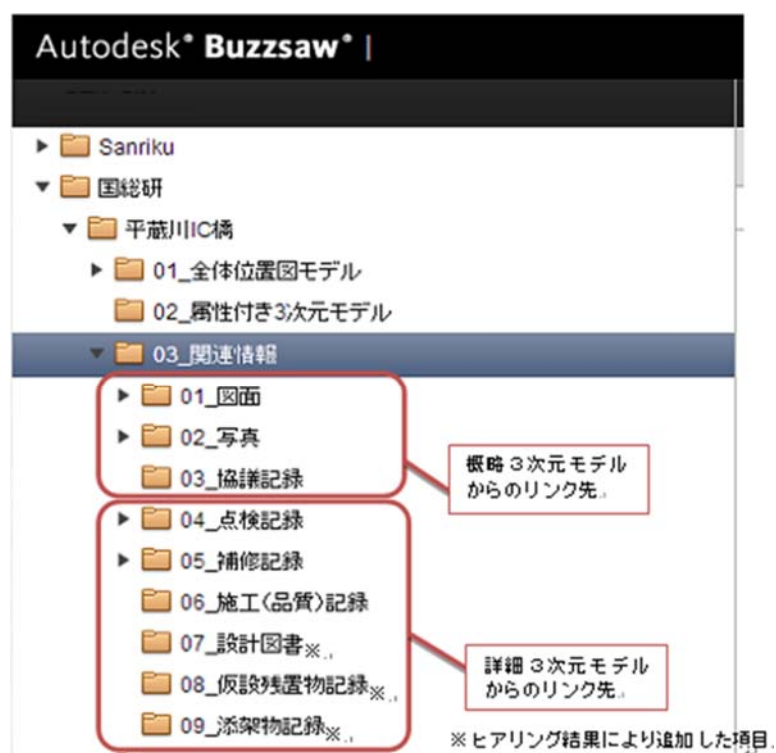 Autodesk® Buzzsaw® |
Sanriku
国総研
平蔵川IC橋
01_全体位置図モデル
02_属性付き3次元モデル
03_関連情報
01_図面
02_写真
03_協議記録
概略３次元モデル
からのリンク先
04_点検記録
05_補修記録
06_施工(品質)記録
07_設計図書※
08_仮設残置物記録※
09_添架物記録※
詳細３次元モデル
からのリンク先
※ヒアリング結果により追加した項目